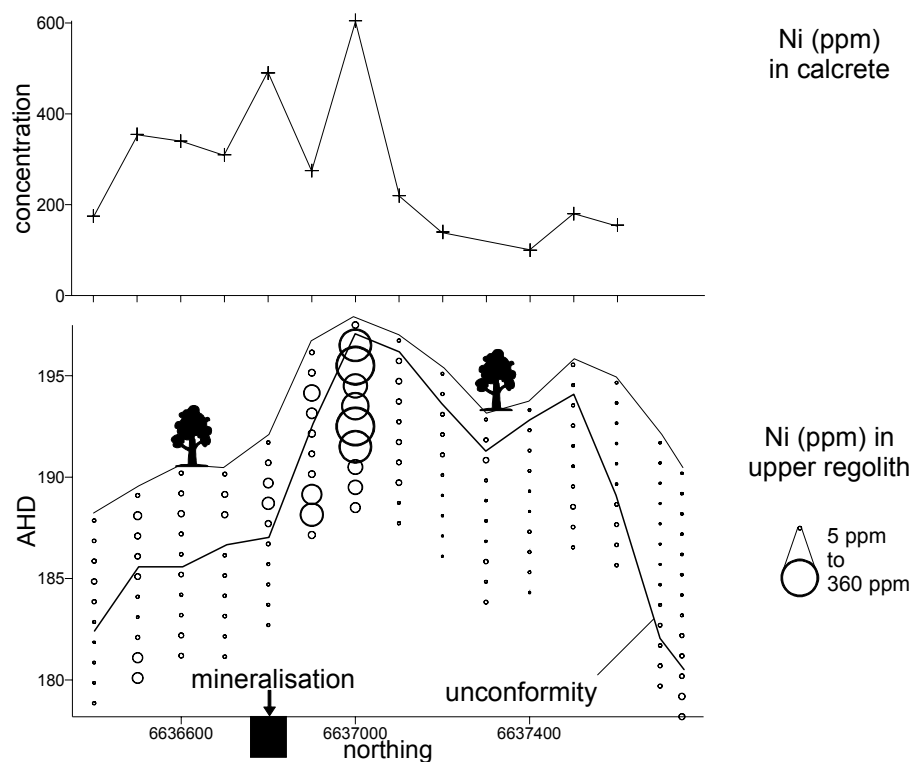 600
400
200
0
concentration
Ni (ppm)
in calcrete
195
190
185
180
AHD
Ni (ppm) in
upper regolith
5 ppm
to
360 ppm
mineralisation
unconformity
6636600
6637000
6637400
northing